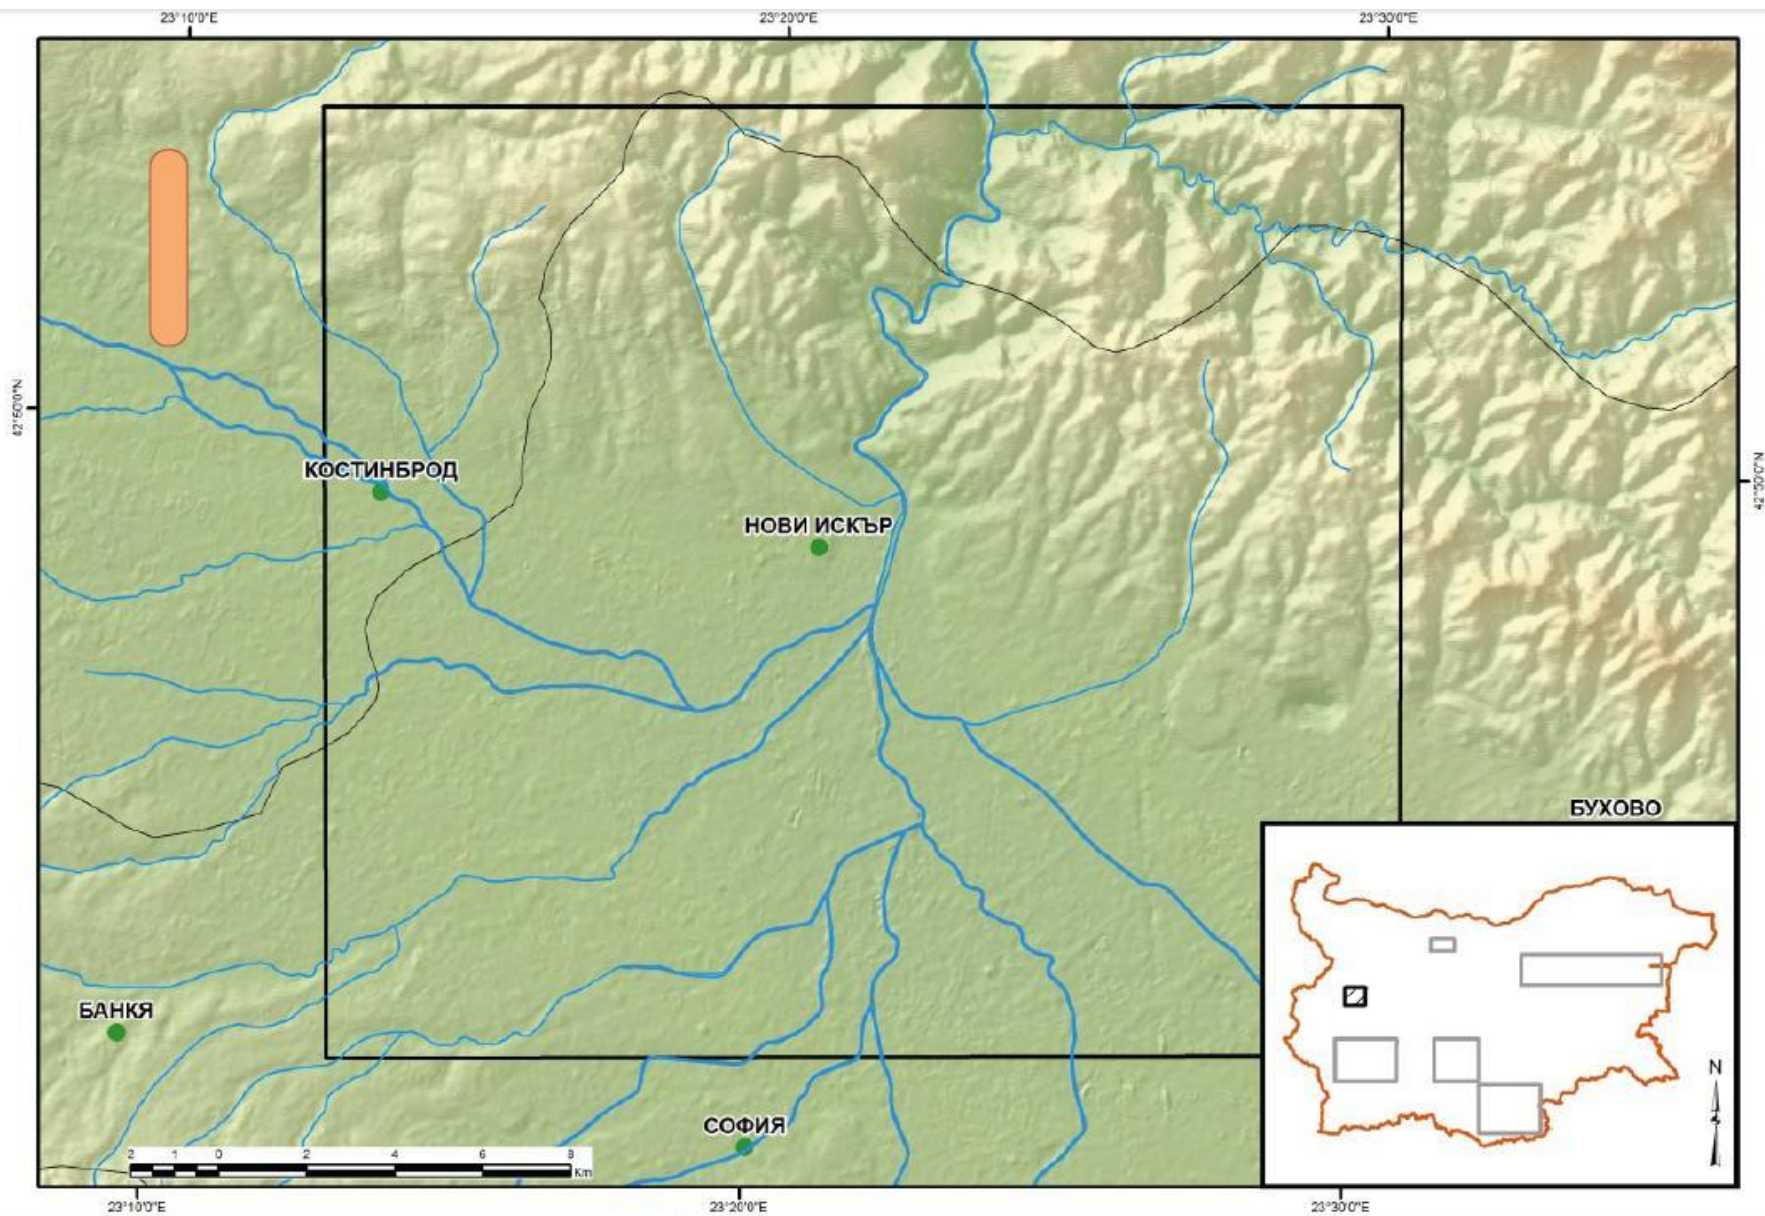 23°10'0"E
23°20'0"E
23°30'0"E
42°50'0"N
42°50'0"N
КОСТИНБРОД
НОВИ ИСКЪР
БУХОВО
БАНКЯ
СОФИЯ
N
2 1 0 2 4 6 8
Km
23°10'0"E
23°20'0"E
23°30'0"E